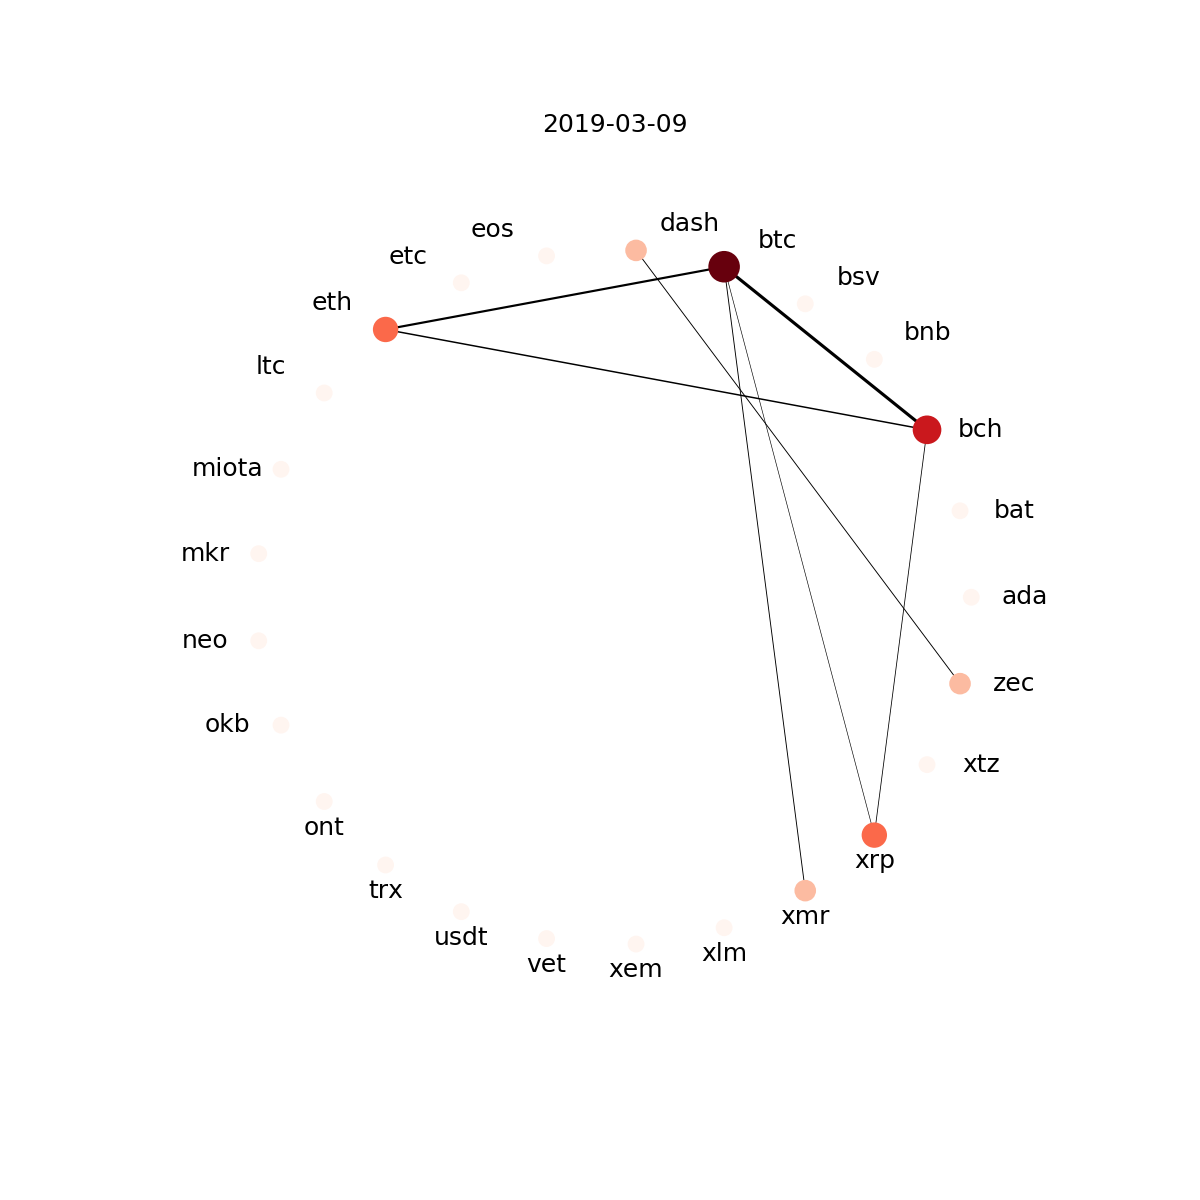 2019-03-09
dash
eos
btc
etc
bsv
eth
bnb
ltc
bch
miota
bat
mkr
ada
neo
zec
okb
xtz
ont
xrp
trx
xmr
usdt
xlm
vet
xem